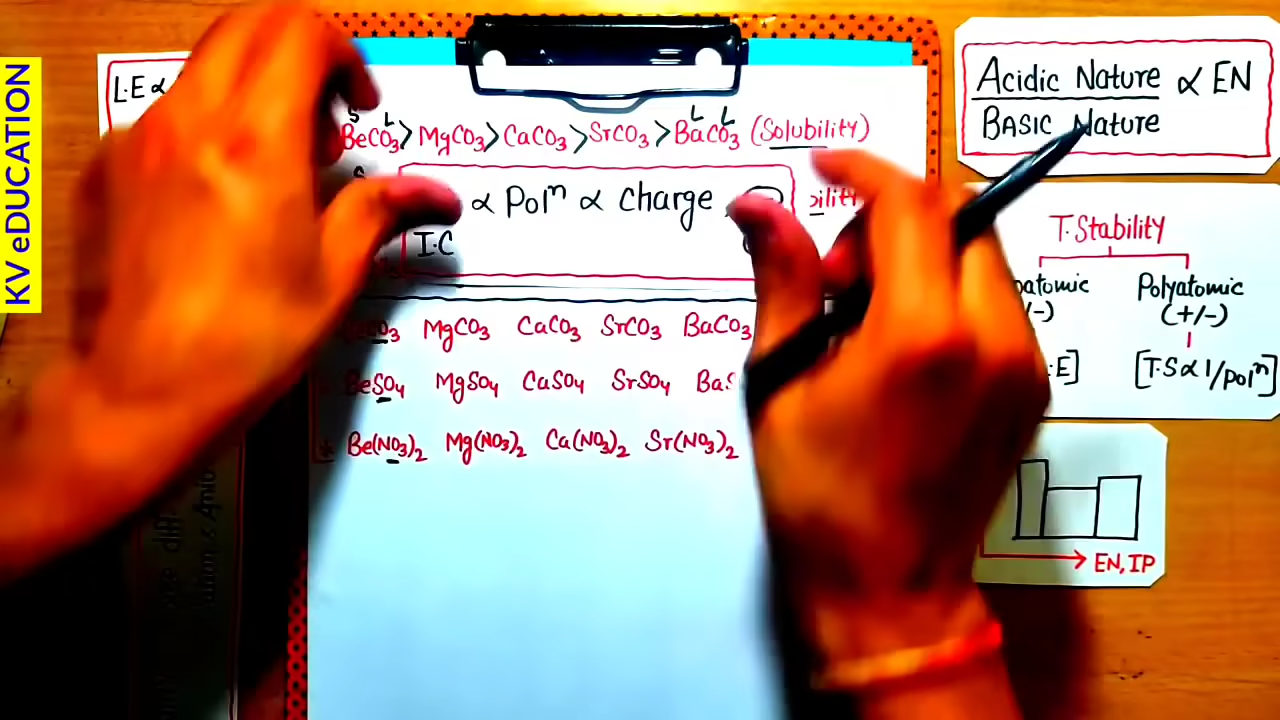 KV eDUCATION
L.E ∝
S L L L
BeCO₃ > MgCO₃ > CaCO₃ > SrCO₃ > BaCO₃ (Solubility)
S
∝ Polⁿ ∝ Charge
I.C
MgCO₃ CaCO₃ SrCO₃ BaCO₃
BeSO₄ MgSO₄ CaSO₄ SrSO₄
* Be(NO₃)₂ Mg(NO₃)₂ Ca(NO₃)₂ Sr(NO₃)₂
Acidic Nature ∝ EN
BASIC Nature
T.Stability
Polyatomic
(+/-)
[T.S ∝ 1/polⁿ]
EN, IP